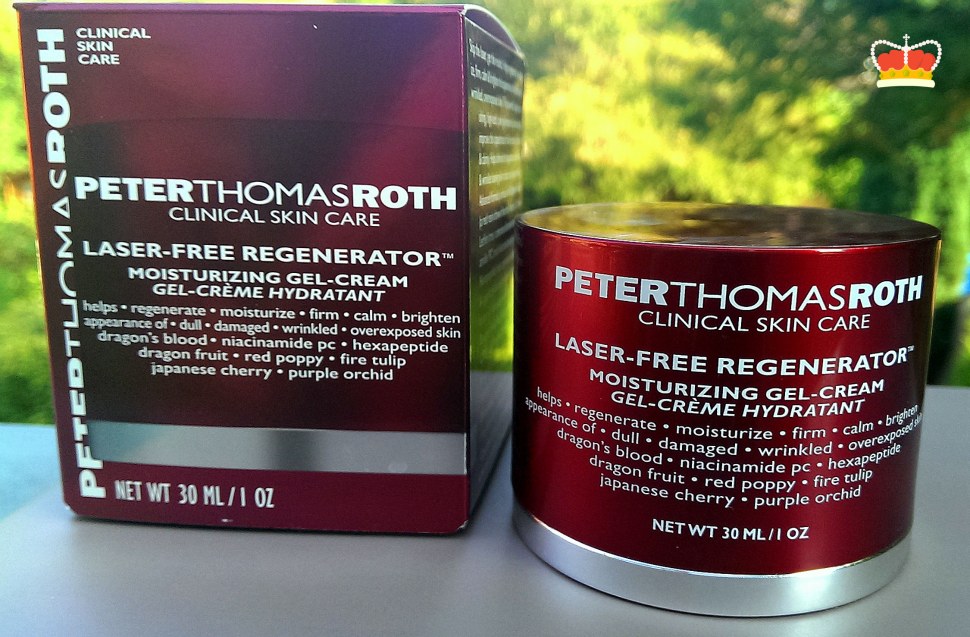 CLINICAL
SKIN
CARE
PETERTHOMASROTH
PETERTHOMASROTH
CLINICAL SKIN CARE
LASER-FREE REGENERATOR™
MOISTURIZING GEL-CREAM
GEL-CRÈME HYDRATANT
helps • regenerate • moisturize • firm • calm • brighten
appearance of • dull • damaged • wrinkled • overexposed skin
dragon's blood • niacinamide pc • hexapeptide
dragon fruit • red poppy • fire tulip
japanese cherry • purple orchid
NET WT 30 ML/1 OZ
PETERTHOMASROTH
CLINICAL SKIN CARE
LASER-FREE REGENERATOR™
MOISTURIZING GEL-CREAM
GEL-CRÈME HYDRATANT
helps • regenerate • moisturize • firm • calm • brighten
appearance of • dull • damaged • wrinkled • overexposed
dragon's blood • niacinamide pc • hexapeptide
dragon fruit • red poppy • fire tulip
japanese cherry • purple orchid
NET WT 30 ML/1 OZ